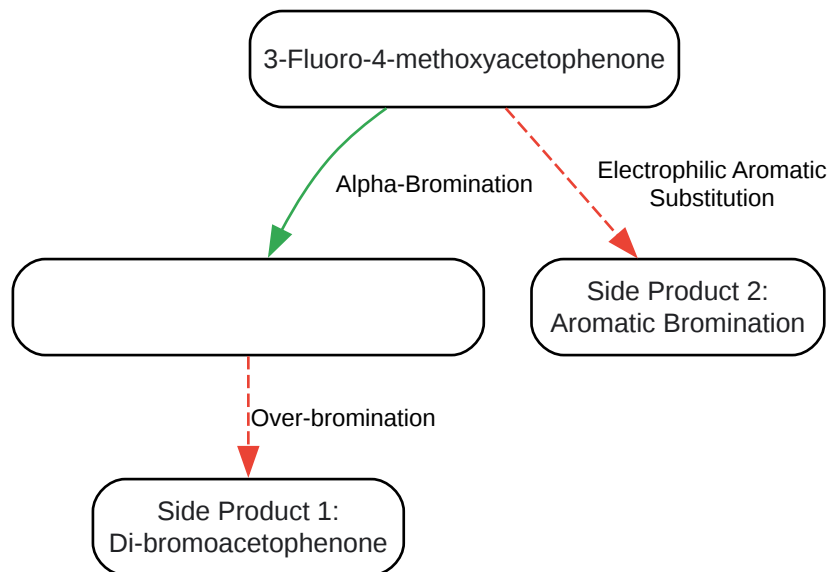 3-Fluoro-4-methoxyacetophenone
Alpha-Bromination
Electrophilic Aromatic
Substitution
Side Product 2:
Aromatic Bromination
Over-bromination
Side Product 1:
Di-bromoacetophenone